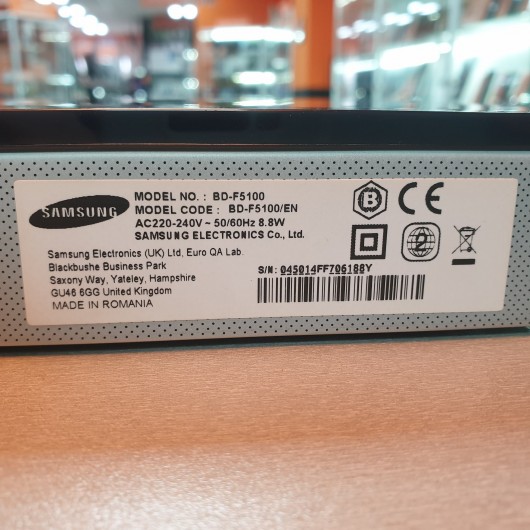 SAMSUNG
MODEL NO. : BD-F5100
MODEL CODE : BD-F5100/EN
AC220-240V ~ 50/60Hz 8.8W
SAMSUNG ELECTRONICS Co., Ltd.
Samsung Electronics (UK) Ltd, Euro QA Lab.
Blackbushe Business Park
Saxony Way, Yateley, Hampshire
GU46 6GG United Kingdom
MADE IN ROMANIA
B CE
2
S/N: 045014FF706188Y